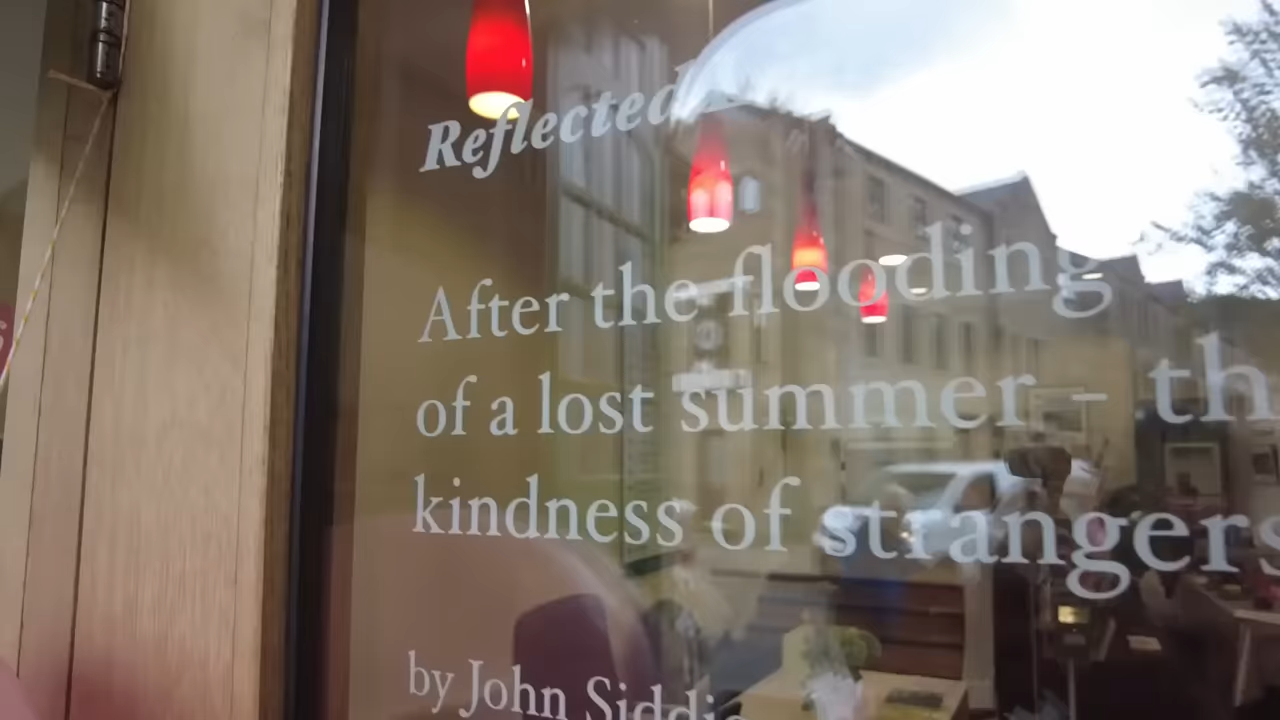 Reflected
After the flooding
of a lost summer – th
kindness of strangers
by John Siddi